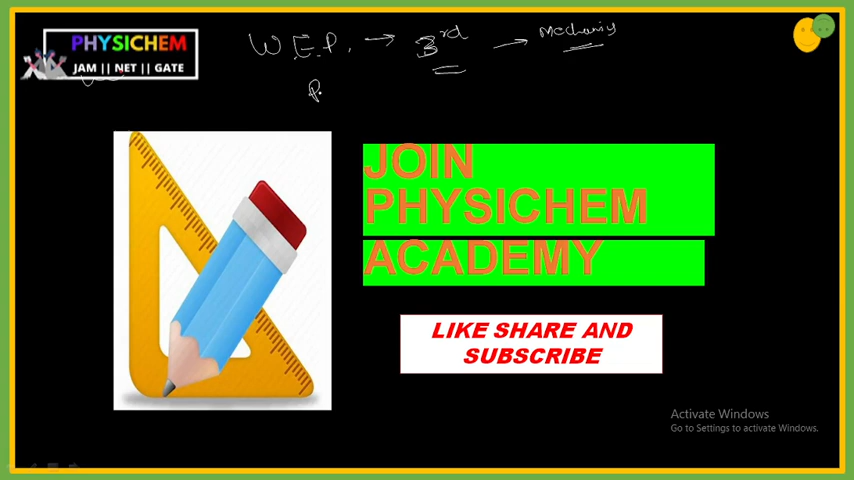 PHYSICHEM
JAM || NET || GATE
W.E.P. → 3rd → Mechanics
P.
JOIN
PHYSICHEM
ACADEMY
LIKE SHARE AND
SUBSCRIBE
Activate Windows
Go to Settings to activate Windows.